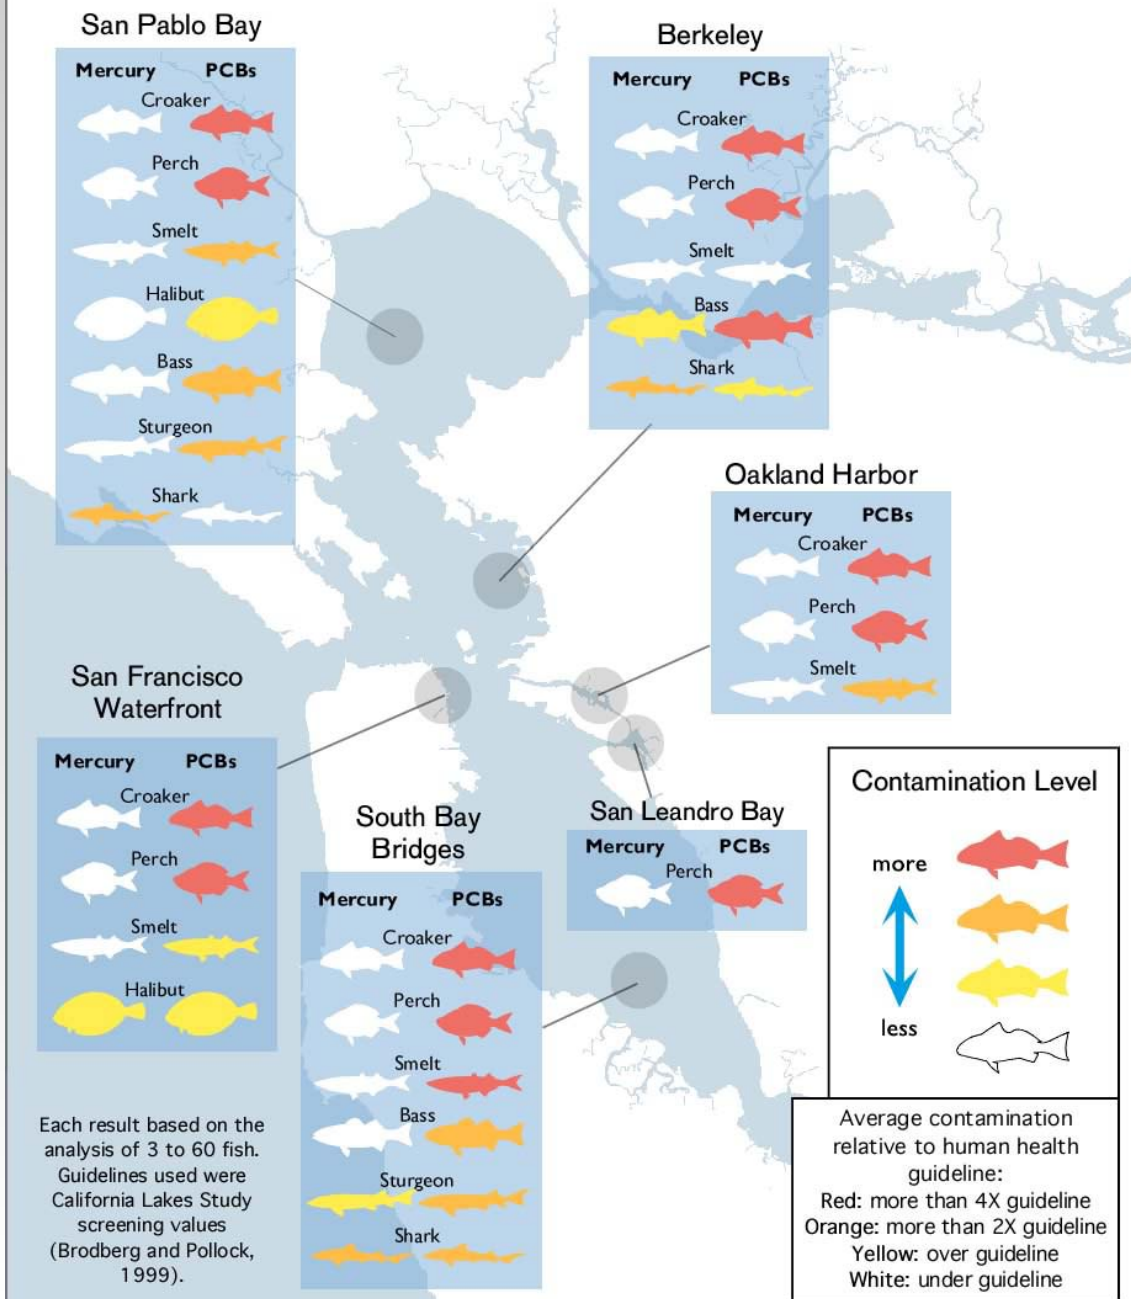 San Pablo Bay
Mercury PCBs
Croaker
Perch
Smelt
Halibut
Bass
Sturgeon
Shark
Berkeley
Mercury PCBs
Croaker
Perch
Smelt
Bass
Shark
Oakland Harbor
Mercury PCBs
Croaker
Perch
Smelt
San Francisco
Waterfront
Mercury PCBs
Croaker
Perch
Smelt
Halibut
South Bay
Bridges
Mercury PCBs
Croaker
Perch
Smelt
Bass
Sturgeon
Shark
San Leandro Bay
Mercury PCBs
Perch
Contamination Level
more
less
Average contamination
relative to human health
guideline:
Red: more than 4X guideline
Orange: more than 2X guideline
Yellow: over guideline
White: under guideline
Each result based on the
analysis of 3 to 60 fish.
Guidelines used were
California Lakes Study
screening values
(Brodberg and Pollock,
1999).